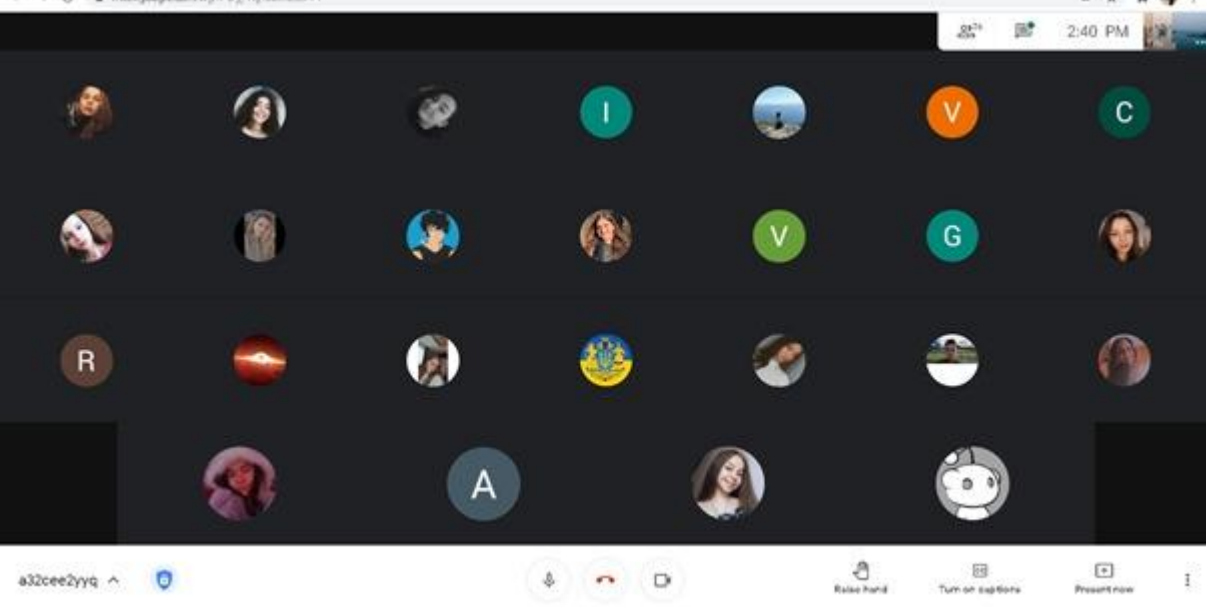 2:40 PM
I V C
V G
R
A
a32cee2yyq
Raise hand Turn on captions Present now